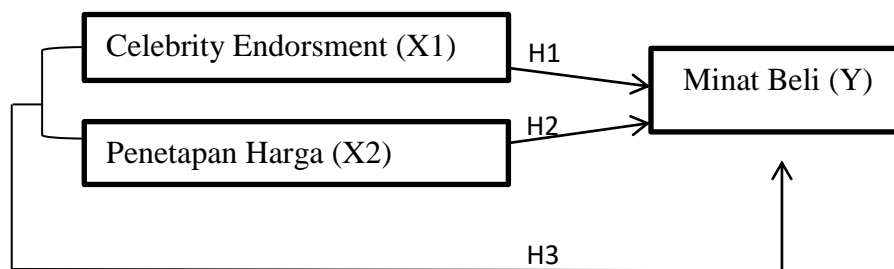 Celebrity Endorsment (X1)
H1
Minat Beli (Y)
H2
Penetapan Harga (X2)
H3